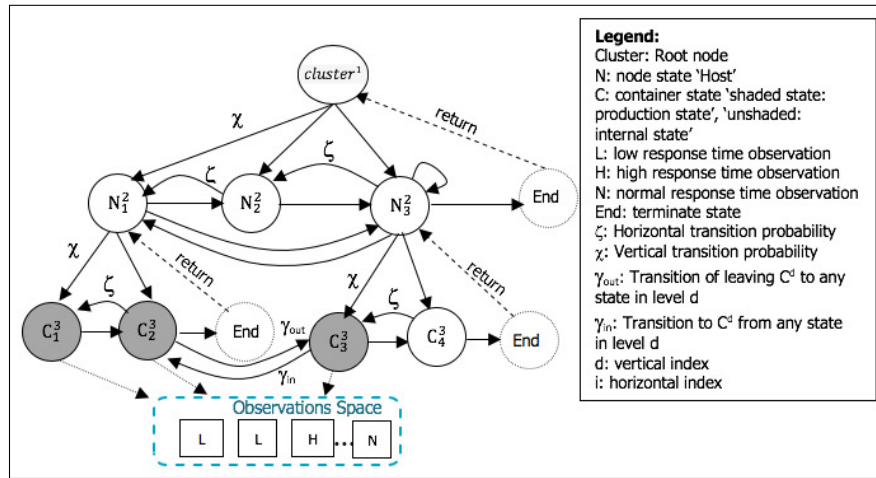 cluster¹
return
χ
ζ
ζ
N₁²
N₂²
N₃²
End
χ
return
χ
return
ζ
ζ
C₁³
C₂³
End
γout
C₃³
C₄³
End
γin
Observations Space
L
L
H
...
N
Legend:
Cluster: Root node
N: node state 'Host'
C: container state 'shaded state:
production state', 'unshaded:
internal state'
L: low response time observation
H: high response time observation
N: normal response time observation
End: terminate state
ζ: Horizontal transition probability
χ: Vertical transition probability
γout: Transition of leaving Cᵈ to any
state in level d
γin: Transition to Cᵈ from any state
in level d
d: vertical index
i: horizontal index